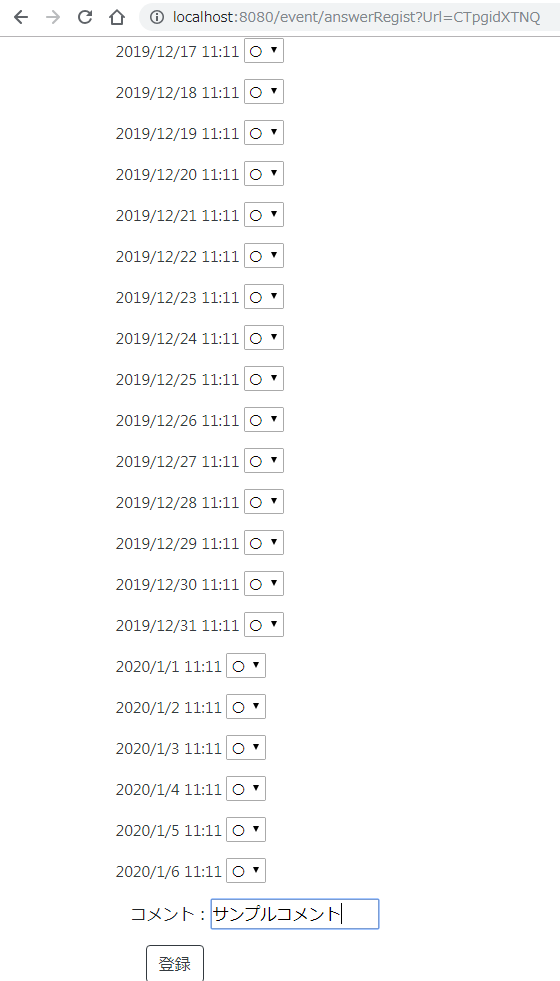 localhost:8080/event/answerRegist?Url=CTpgidXTNQ
2019/12/17 11:11 ○
2019/12/18 11:11 ○
2019/12/19 11:11 ○
2019/12/20 11:11 ○
2019/12/21 11:11 ○
2019/12/22 11:11 ○
2019/12/23 11:11 ○
2019/12/24 11:11 ○
2019/12/25 11:11 ○
2019/12/26 11:11 ○
2019/12/27 11:11 ○
2019/12/28 11:11 ○
2019/12/29 11:11 ○
2019/12/30 11:11 ○
2019/12/31 11:11 ○
2020/1/1 11:11 ○
2020/1/2 11:11 ○
2020/1/3 11:11 ○
2020/1/4 11:11 ○
2020/1/5 11:11 ○
2020/1/6 11:11 ○
コメント：サンプルコメント
登録